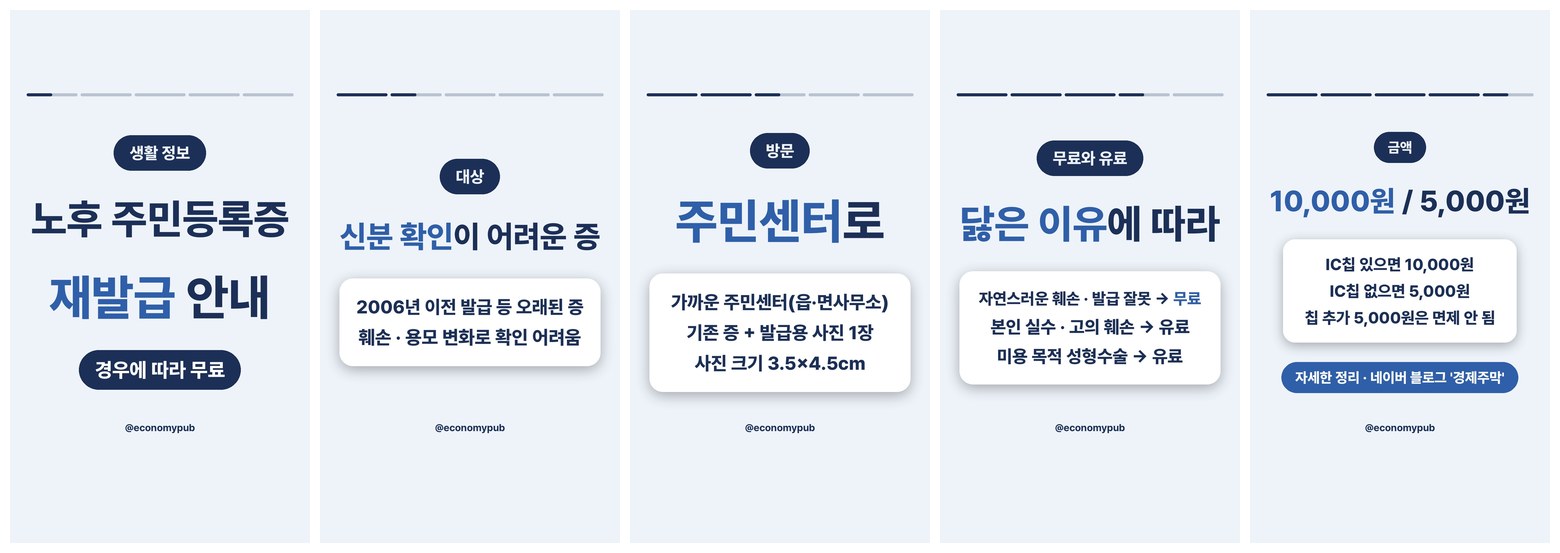 생활 정보
노후 주민등록증
재발급 안내
경우에 따라 무료
@economypub
대상
신분 확인이 어려운 증
2006년 이전 발급 등 오래된 증
훼손 · 용모 변화로 확인 어려움
@economypub
방문
주민센터로
가까운 주민센터(읍·면사무소)
기존 증 + 발급용 사진 1장
사진 크기 3.5×4.5cm
@economypub
무료와 유료
닳은 이유에 따라
자연스러운 훼손 · 발급 잘못 → 무료
본인 실수 · 고의 훼손 → 유료
미용 목적 성형수술 → 유료
@economypub
금액
10,000원 / 5,000원
IC칩 있으면 10,000원
IC칩 없으면 5,000원
칩 추가 5,000원은 면제 안 됨
자세한 정리 · 네이버 블로그 '경제주막'
@economypub